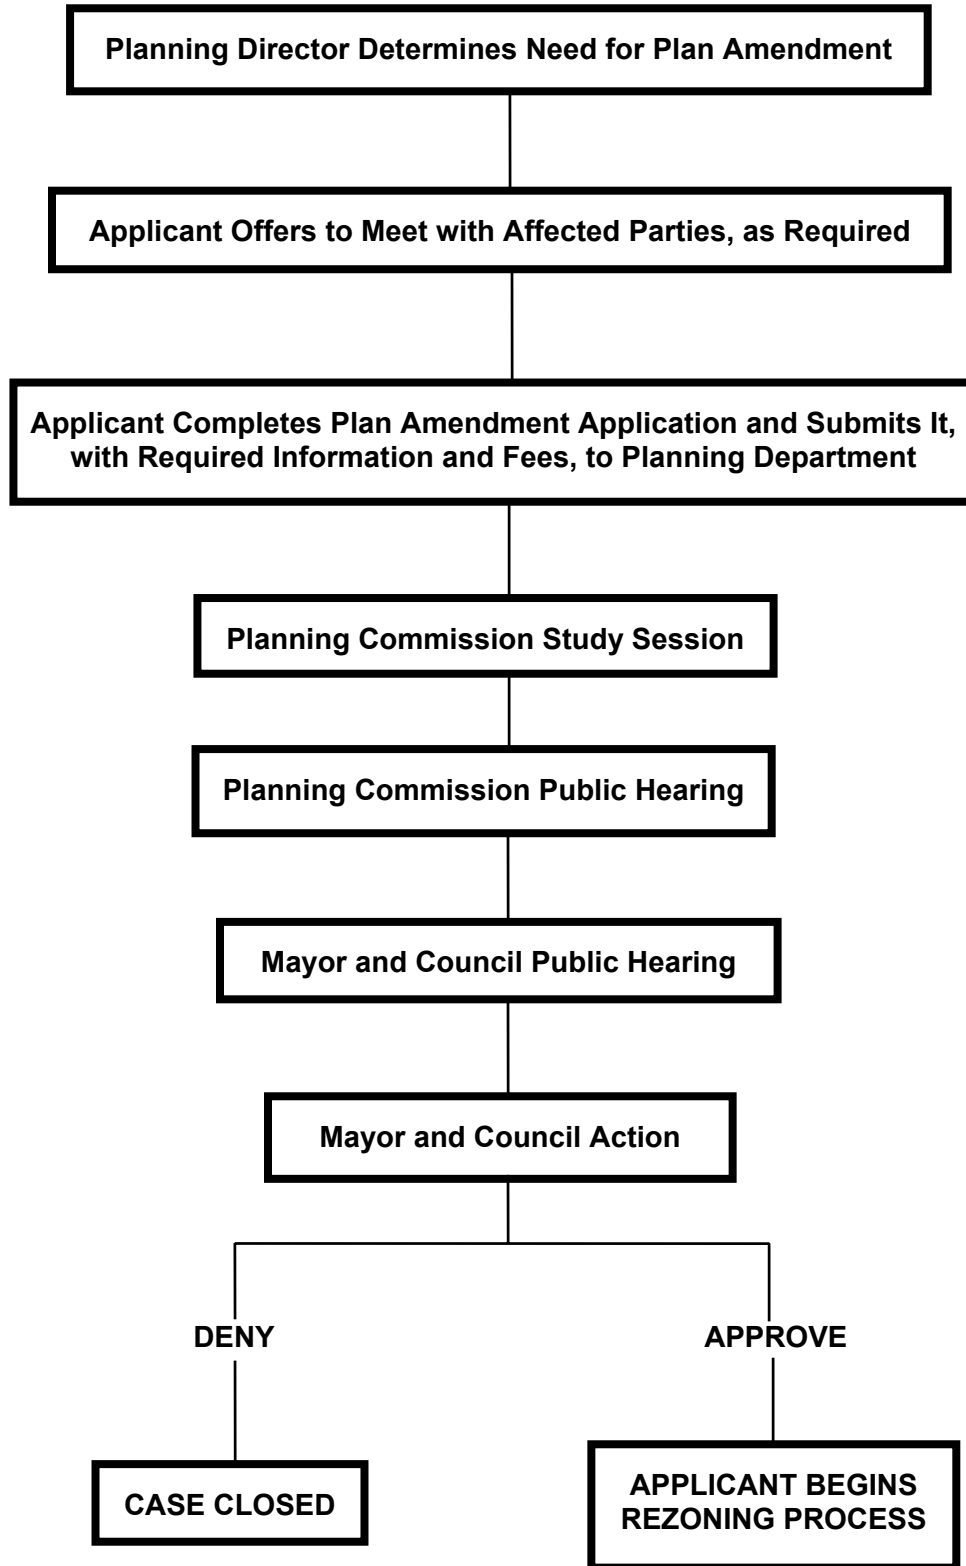 Planning Director Determines Need for Plan Amendment
Applicant Offers to Meet with Affected Parties, as Required
Applicant Completes Plan Amendment Application and Submits It,
with Required Information and Fees, to Planning Department
Planning Commission Study Session
Planning Commission Public Hearing
Mayor and Council Public Hearing
Mayor and Council Action
DENY
APPROVE
CASE CLOSED
APPLICANT BEGINS
REZONING PROCESS